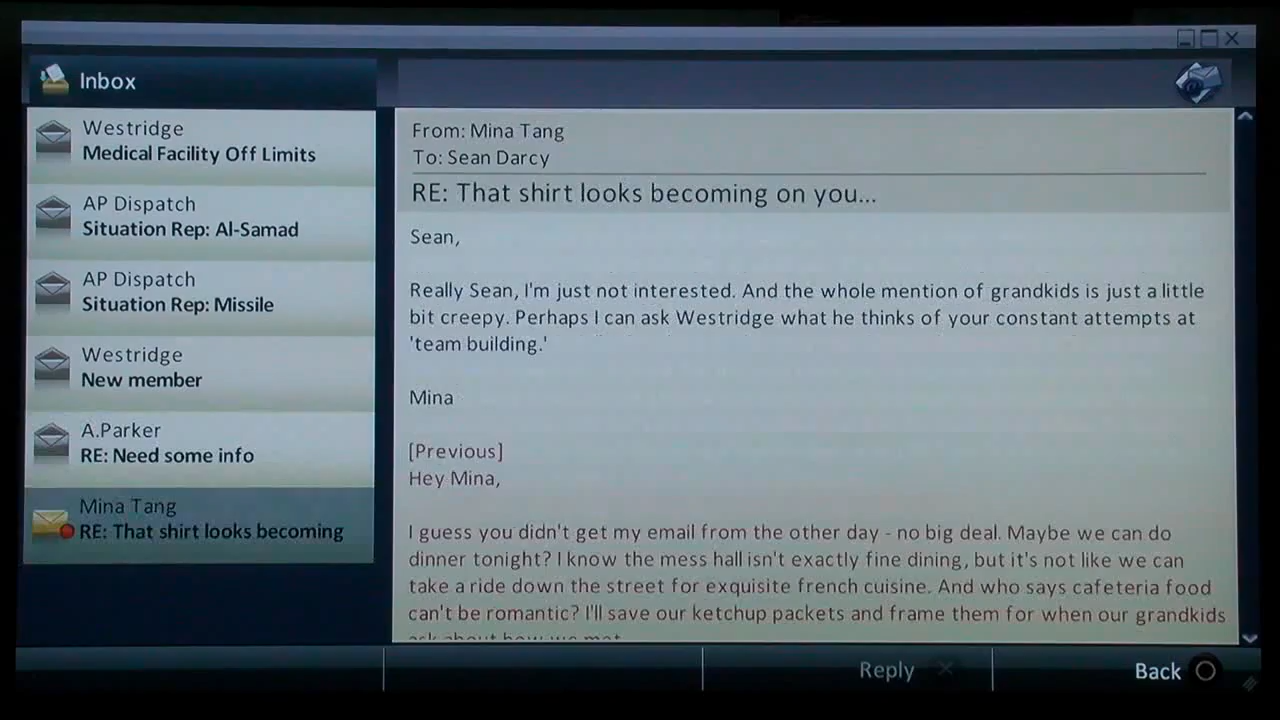 Inbox
Westridge
Medical Facility Off Limits
AP Dispatch
Situation Rep: Al-Samad
AP Dispatch
Situation Rep: Missile
Westridge
New member
A.Parker
RE: Need some info
Mina Tang
RE: That shirt looks becoming
From: Mina Tang
To: Sean Darcy
RE: That shirt looks becoming on you...
Sean,
Really Sean, I'm just not interested. And the whole mention of grandkids is just a little
bit creepy. Perhaps I can ask Westridge what he thinks of your constant attempts at
'team building.'
Mina
[Previous]
Hey Mina,
I guess you didn't get my email from the other day - no big deal. Maybe we can do
dinner tonight? I know the mess hall isn't exactly fine dining, but it's not like we can
take a ride down the street for exquisite french cuisine. And who says cafeteria food
can't be romantic? I'll save our ketchup packets and frame them for when our grandkids
ask about how we met.
Reply
Back